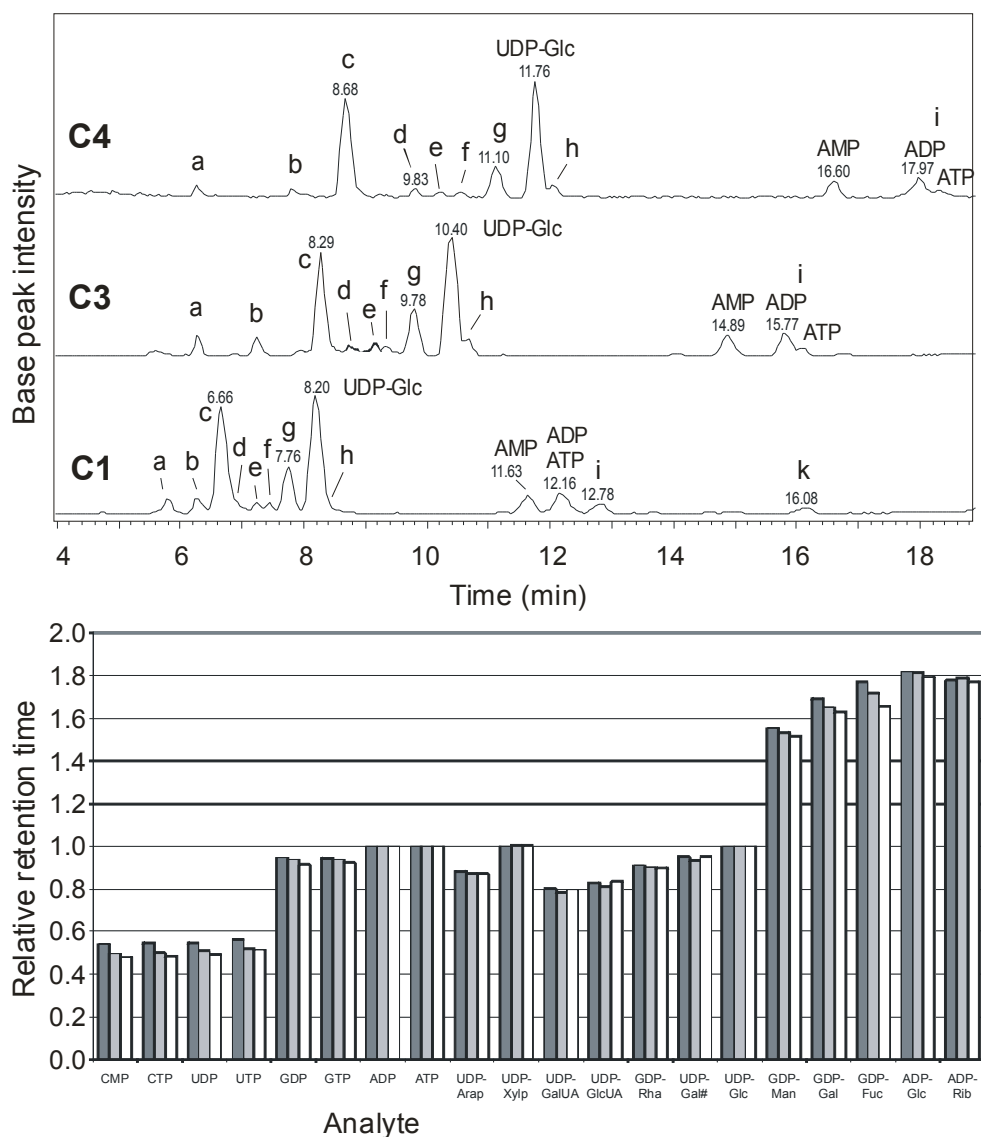 Base peak intensity
C4
a
b
c
8.68
d
9.83
e
f
g
11.10
UDP-Glc
11.76
h
AMP
16.60
i
ADP
17.97
ATP
C3
a
b
c
8.29
d
e
f
g
9.78
10.40
UDP-Glc
h
AMP
14.89
i
ADP
15.77
ATP
C1
a
b
c
6.66
d
e
f
g
7.76
8.20
UDP-Glc
h
AMP
11.63
ADP
ATP
12.16
i
12.78
k
16.08
4 6 8 10 12 14 16 18
Time (min)
Relative retention time
2.0
1.8
1.6
1.4
1.2
1.0
0.8
0.6
0.4
0.2
0.0
CMP
CTP
UDP
UTP
GDP
GTP
ADP
ATP
UDP-
Arap
UDP-
Xylp
UDP-
GalUA
UDP-
GlcUA
GDP-
Rha
UDP-
Gal#
UDP-
Glc
GDP-
Man
GDP-
Gal
GDP-
Fuc
ADP-
Glc
ADP-
Rib
Analyte